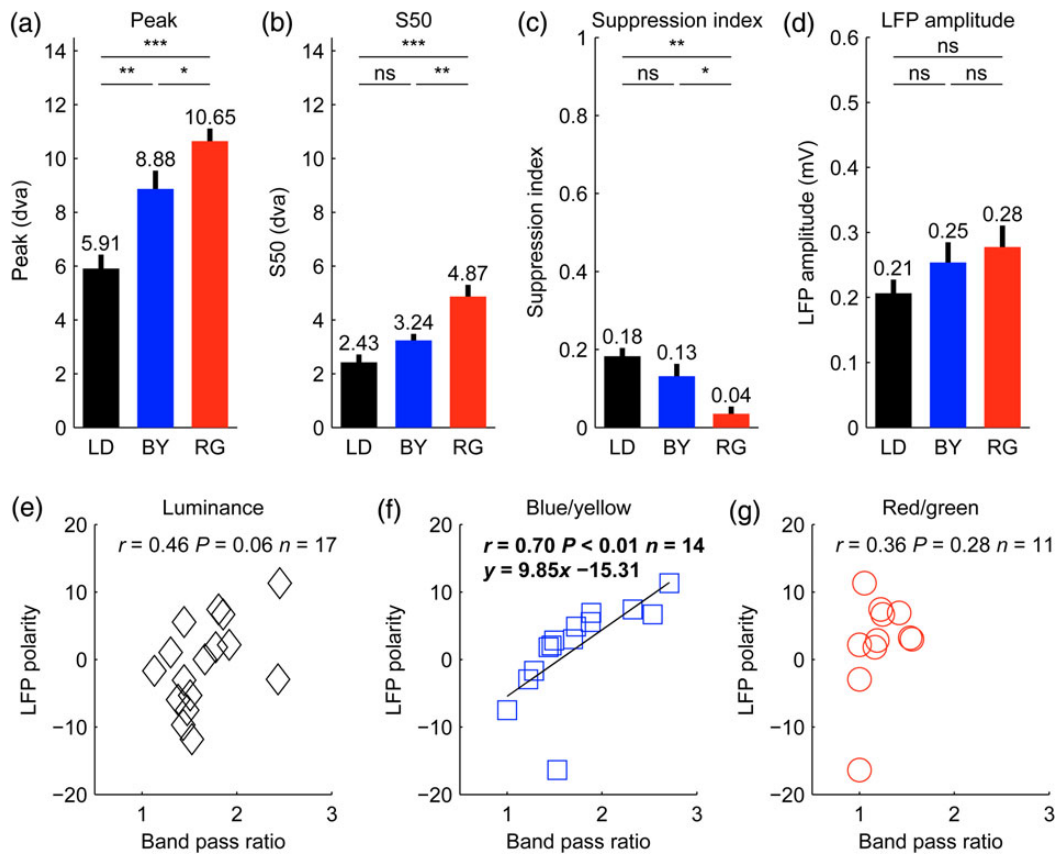 (a) Peak
14
12
10
8
6
4
2
0
Peak (dva)
***
** *
5.91
8.88
10.65
LD BY RG
(b) S50
14
12
10
8
6
4
2
0
S50 (dva)
***
ns **
2.43
3.24
4.87
LD BY RG
(c) Suppression index
1
0.8
0.6
0.4
0.2
0
Suppression index
**
ns *
0.18
0.13
0.04
LD BY RG
(d) LFP amplitude
0.6
0.5
0.4
0.3
0.2
0.1
0
LFP amplitude (mV)
ns
ns ns
0.21
0.25
0.28
LD BY RG
(e) Luminance
r = 0.46 P = 0.06 n = 17
20
10
0
−10
−20
LFP polarity
1 2 3
Band pass ratio
(f) Blue/yellow
r = 0.70 P < 0.01 n = 14
y = 9.85x −15.31
20
10
0
−10
−20
LFP polarity
1 2 3
Band pass ratio
(g) Red/green
r = 0.36 P = 0.28 n = 11
20
10
0
−10
−20
LFP polarity
1 2 3
Band pass ratio